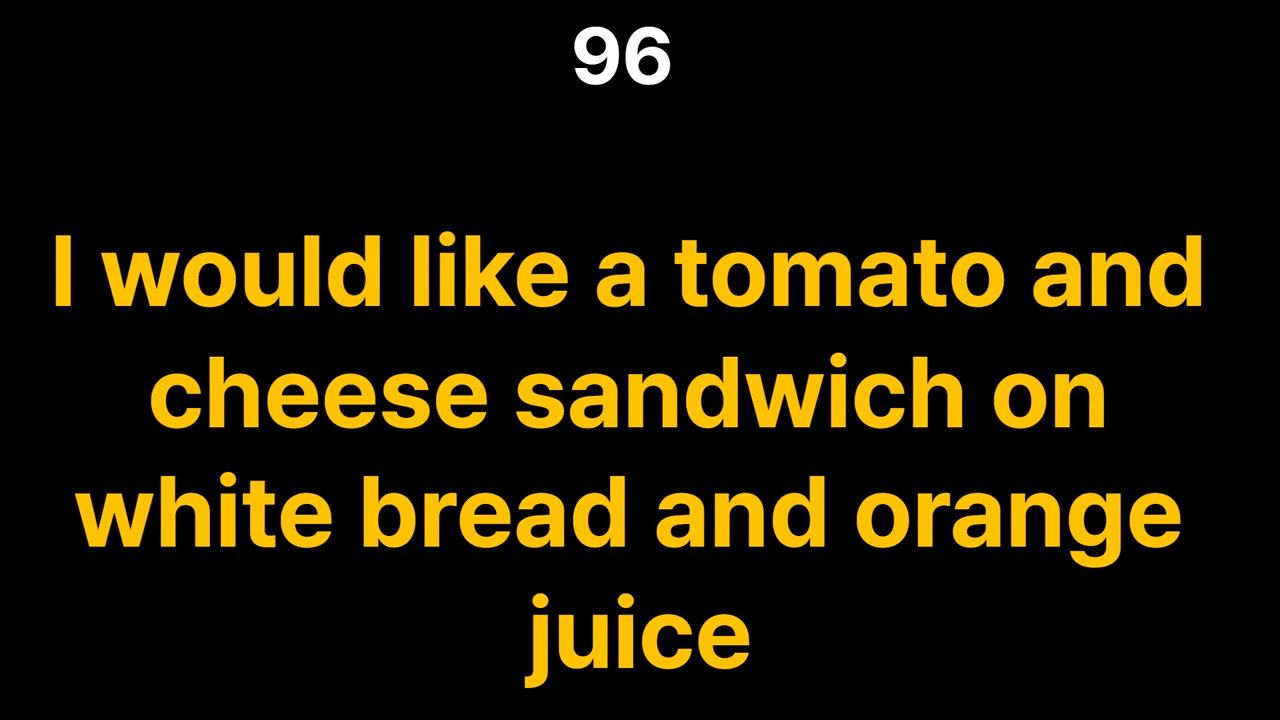 96
I would like a tomato and
cheese sandwich on
white bread and orange
juice